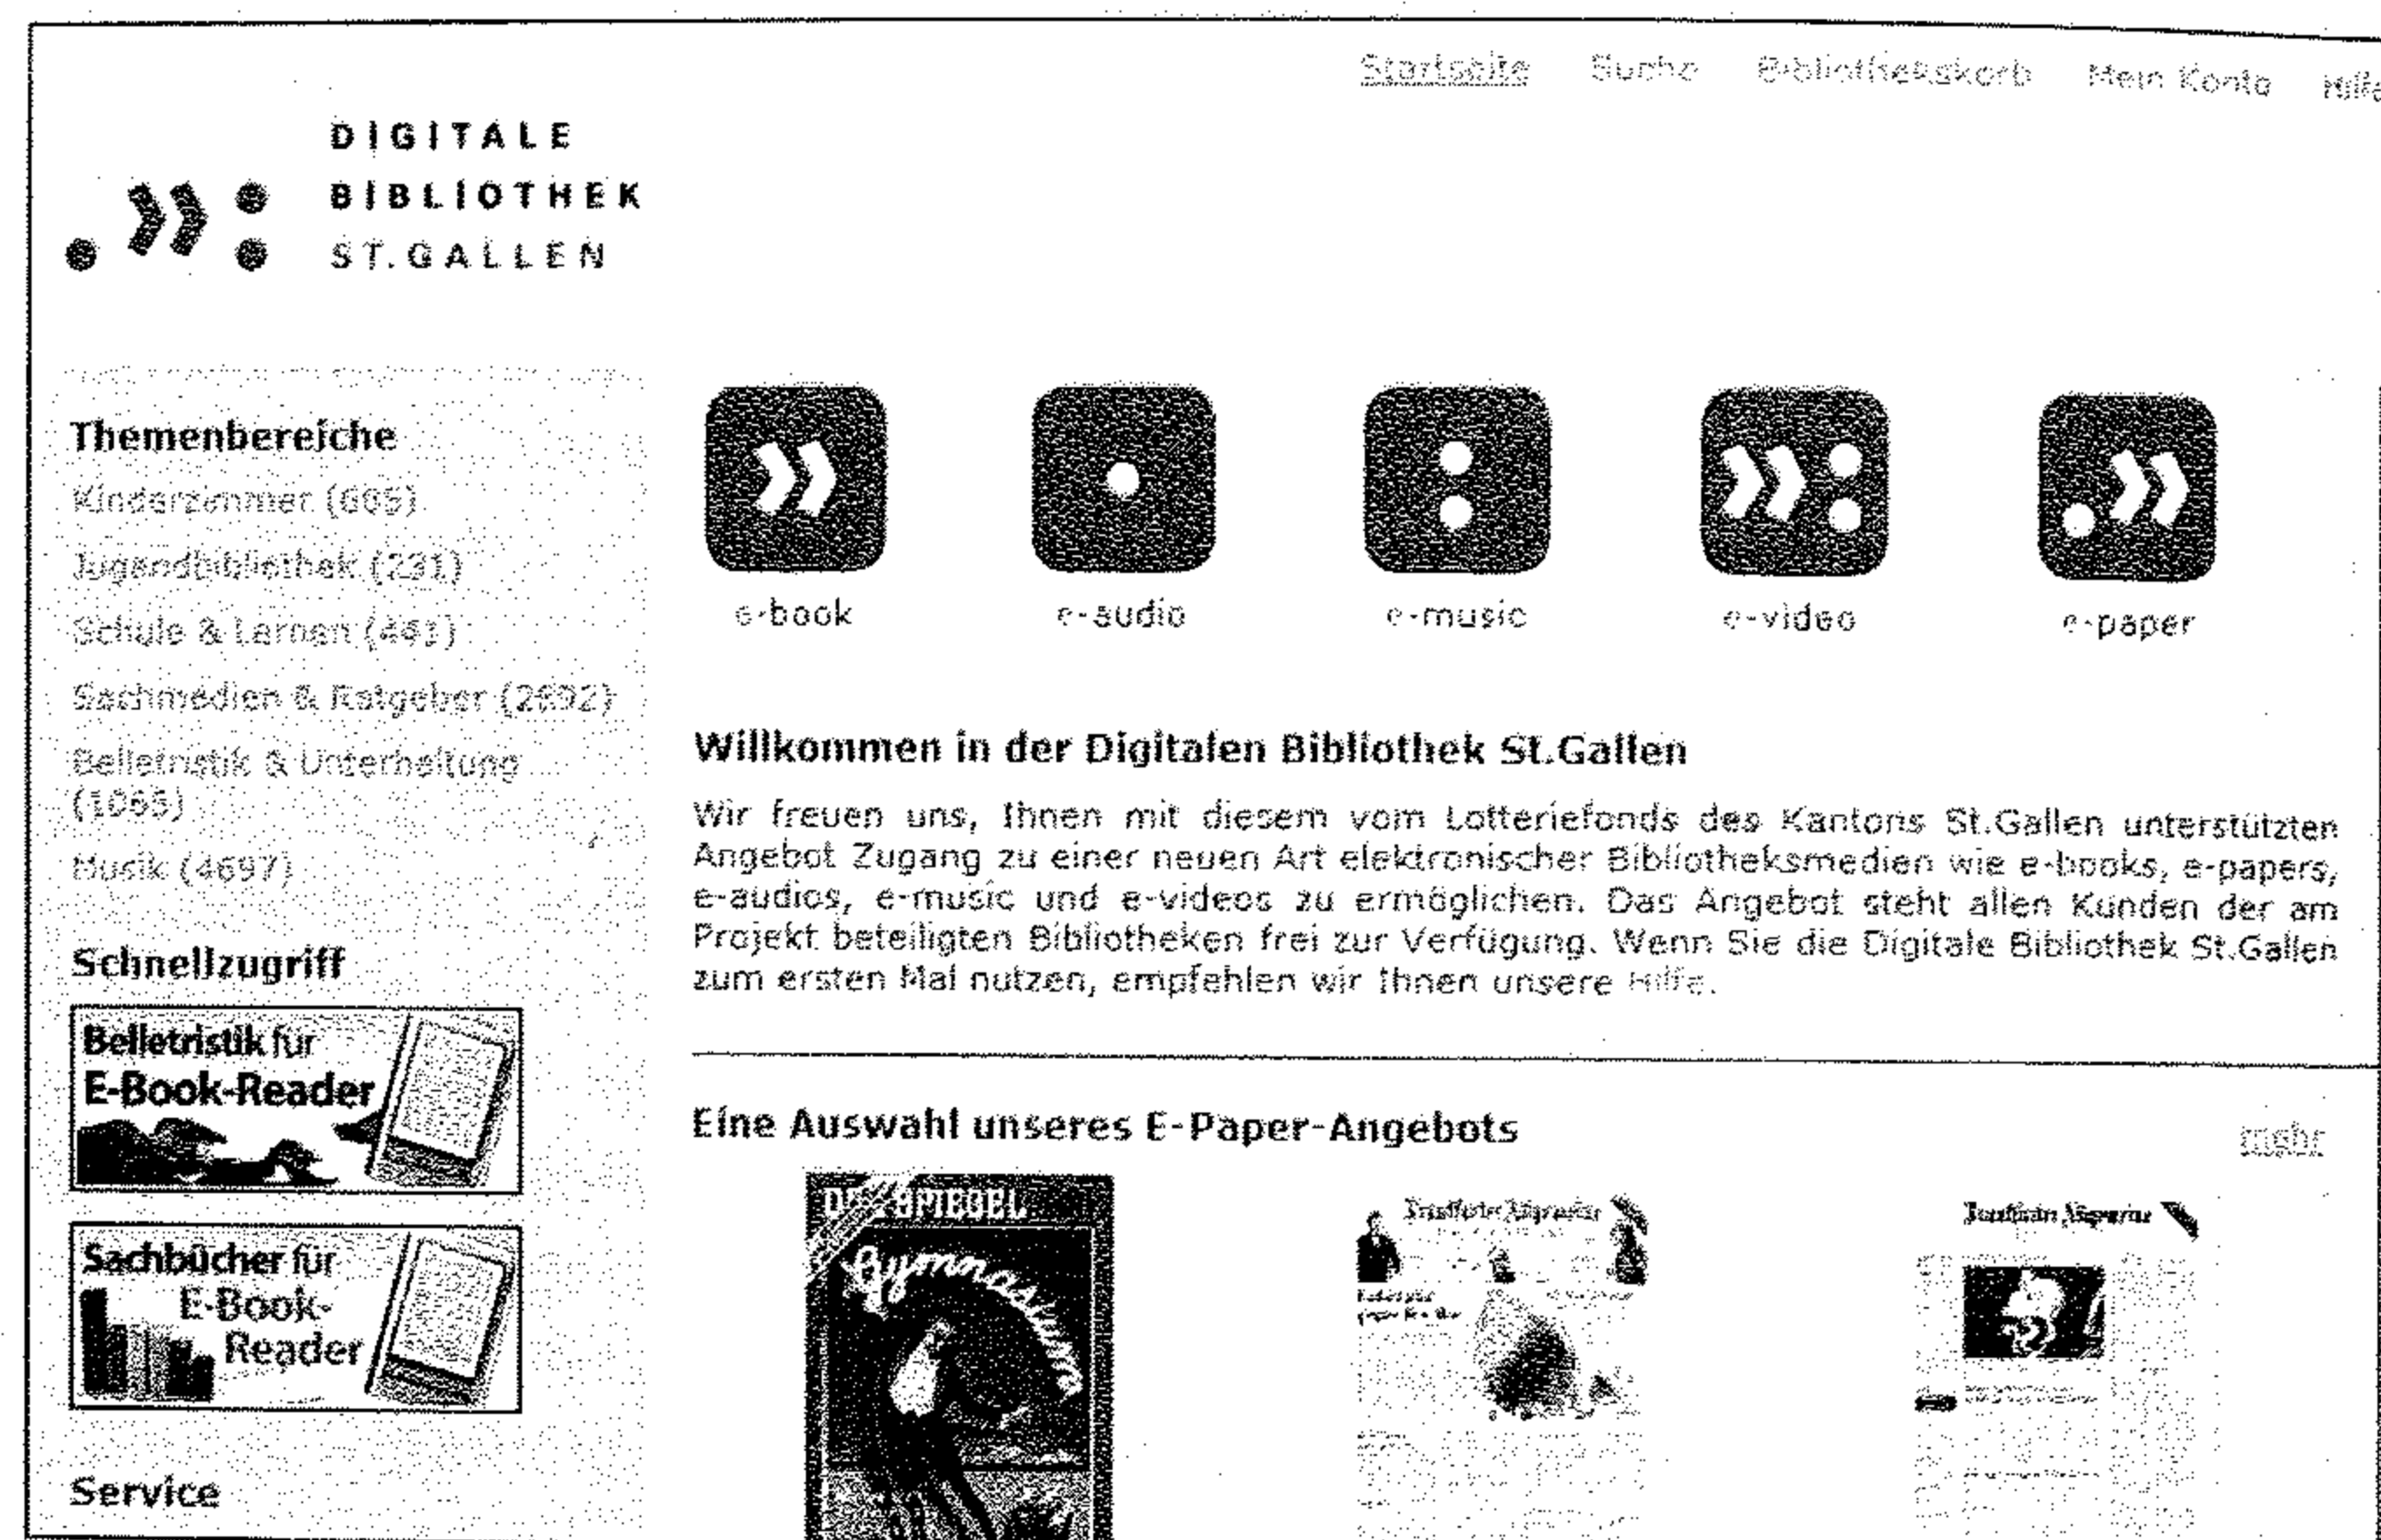 Startseite Suche Bibliothekskorb Mein Konto Hilfe
DIGITALE
BIBLIOTHEK
ST.GALLEN
Themenbereiche
Kinderzimmer
Jugendbibliothek (231)
Schule & Lernen (461)
Sachmedien & Ratgeber (2692)
Belletristik & Unterhaltung
Musik (4697)
Schnellzugriff
Belletristik für
E-Book-Reader
Sachbücher für
E-Book-
Reader
Service
e-book e-audio e-music e-video e-paper
Willkommen in der Digitalen Bibliothek St.Gallen
Wir freuen uns, Ihnen mit diesem vom Lotteriefonds des Kantons St.Gallen unterstützten
Angebot Zugang zu einer neuen Art elektronischer Bibliotheksmedien wie e-books, e-papers,
e-audios, e-music und e-videos zu ermöglichen. Das Angebot steht allen Kunden der am
Projekt beteiligten Bibliotheken frei zur Verfügung. Wenn Sie die Digitale Bibliothek St.Gallen
zum ersten Mal nutzen, empfehlen wir Ihnen unsere Hilfe.
Eine Auswahl unseres E-Paper-Angebots
mehr
SPIEGEL
Gymnasium